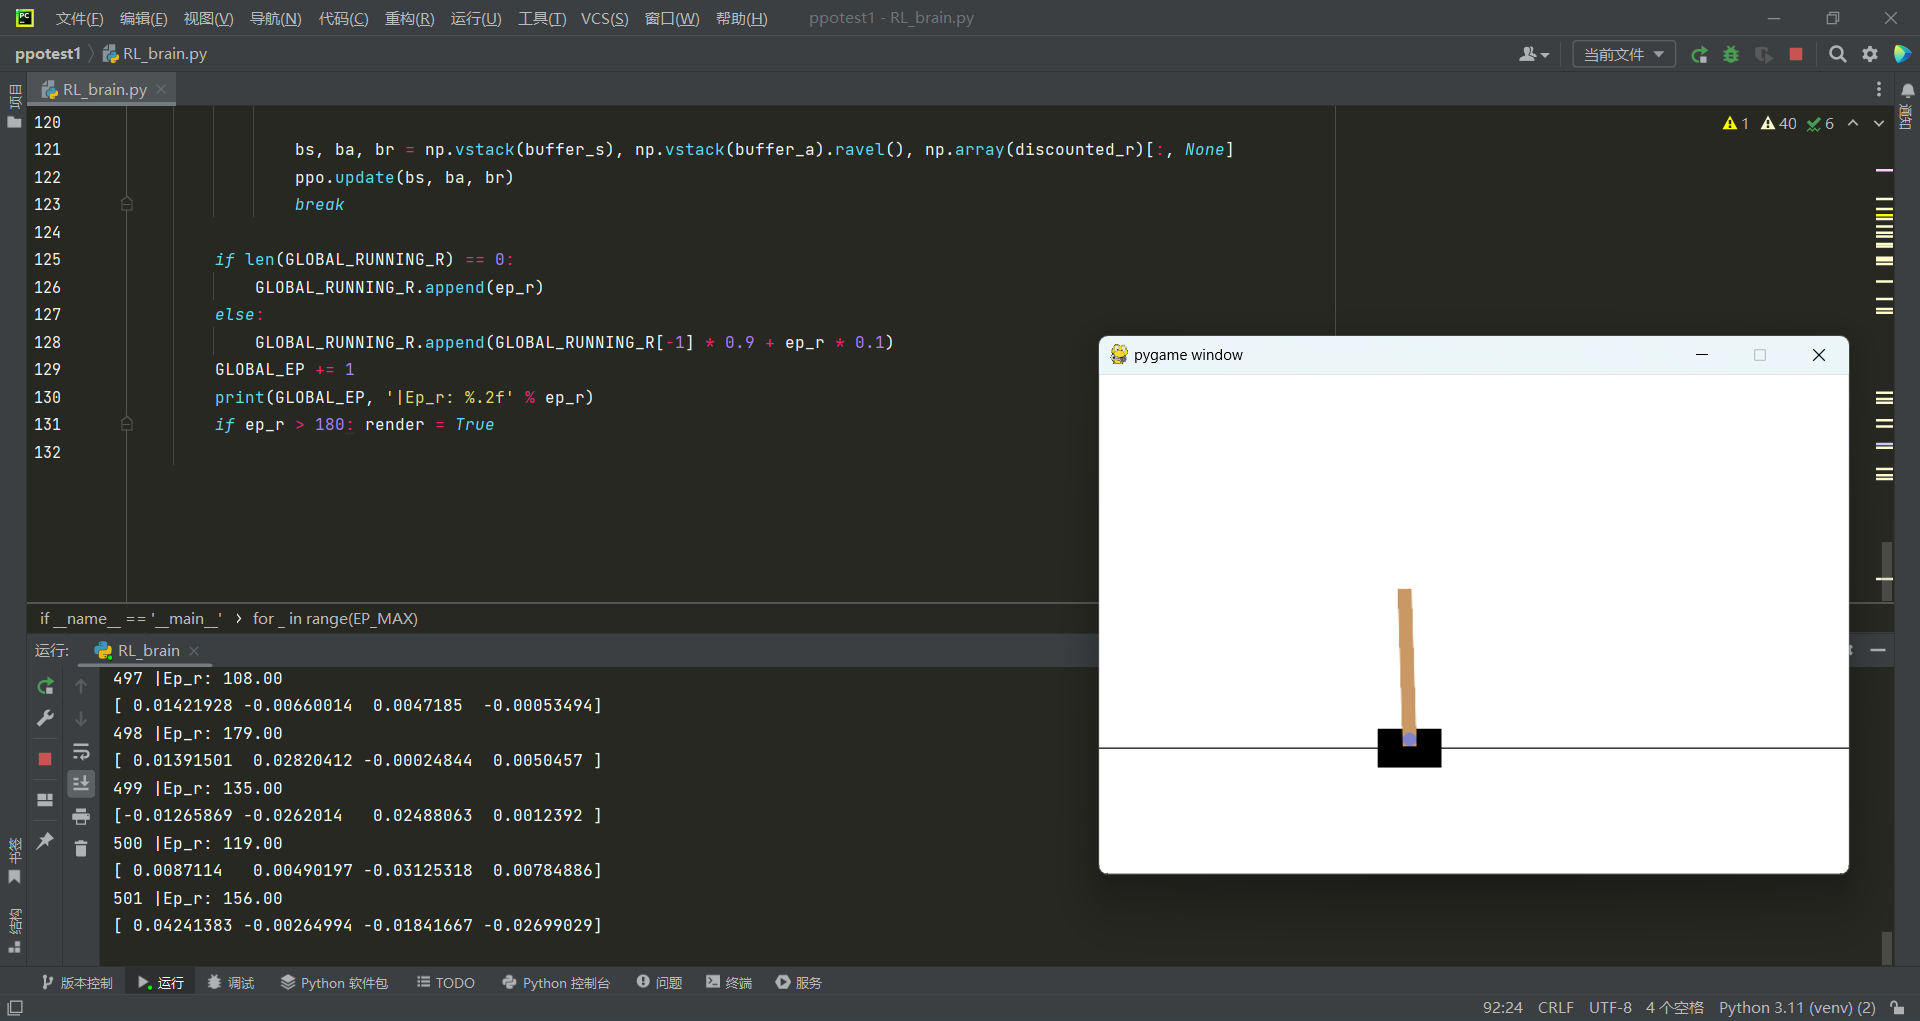 PC 文件(F) 编辑(E) 视图(V) 导航(N) 代码(C) 重构(R) 运行(U) 工具(T) VCS(S) 窗口(W) 帮助(H) ppotest1 - RL_brain.py
ppotest1 RL_brain.py 当前文件
项目 RL_brain.py 通知
1 40 6
120
121 bs, ba, br = np.vstack(buffer_s), np.vstack(buffer_a).ravel(), np.array(discounted_r)[:, None]
122 ppo.update(bs, ba, br)
123 break
124
125 if len(GLOBAL_RUNNING_R) == 0:
126 GLOBAL_RUNNING_R.append(ep_r)
127 else:
128 GLOBAL_RUNNING_R.append(GLOBAL_RUNNING_R[-1] * 0.9 + ep_r * 0.1)
129 GLOBAL_EP += 1
130 print(GLOBAL_EP, '|Ep_r: %.2f' % ep_r)
131 if ep_r > 180: render = True
132
pygame window
if __name__ == '__main__' › for _ in range(EP_MAX)
运行: RL_brain
497 |Ep_r: 108.00
[ 0.01421928 -0.00660014  0.0047185  -0.00053494]
498 |Ep_r: 179.00
[ 0.01391501  0.02820412 -0.00024844  0.0050457 ]
499 |Ep_r: 135.00
[-0.01265869 -0.0262014   0.02488063  0.0012392 ]
500 |Ep_r: 119.00
[ 0.0087114   0.00490197 -0.03125318  0.00784886]
501 |Ep_r: 156.00
[ 0.04241383 -0.00264994 -0.01841667 -0.02699029]
书签
结构
版本控制 运行 调试 Python 软件包 TODO Python 控制台 问题 终端 服务
92:24 CRLF UTF-8 4 个空格 Python 3.11 (venv) (2)